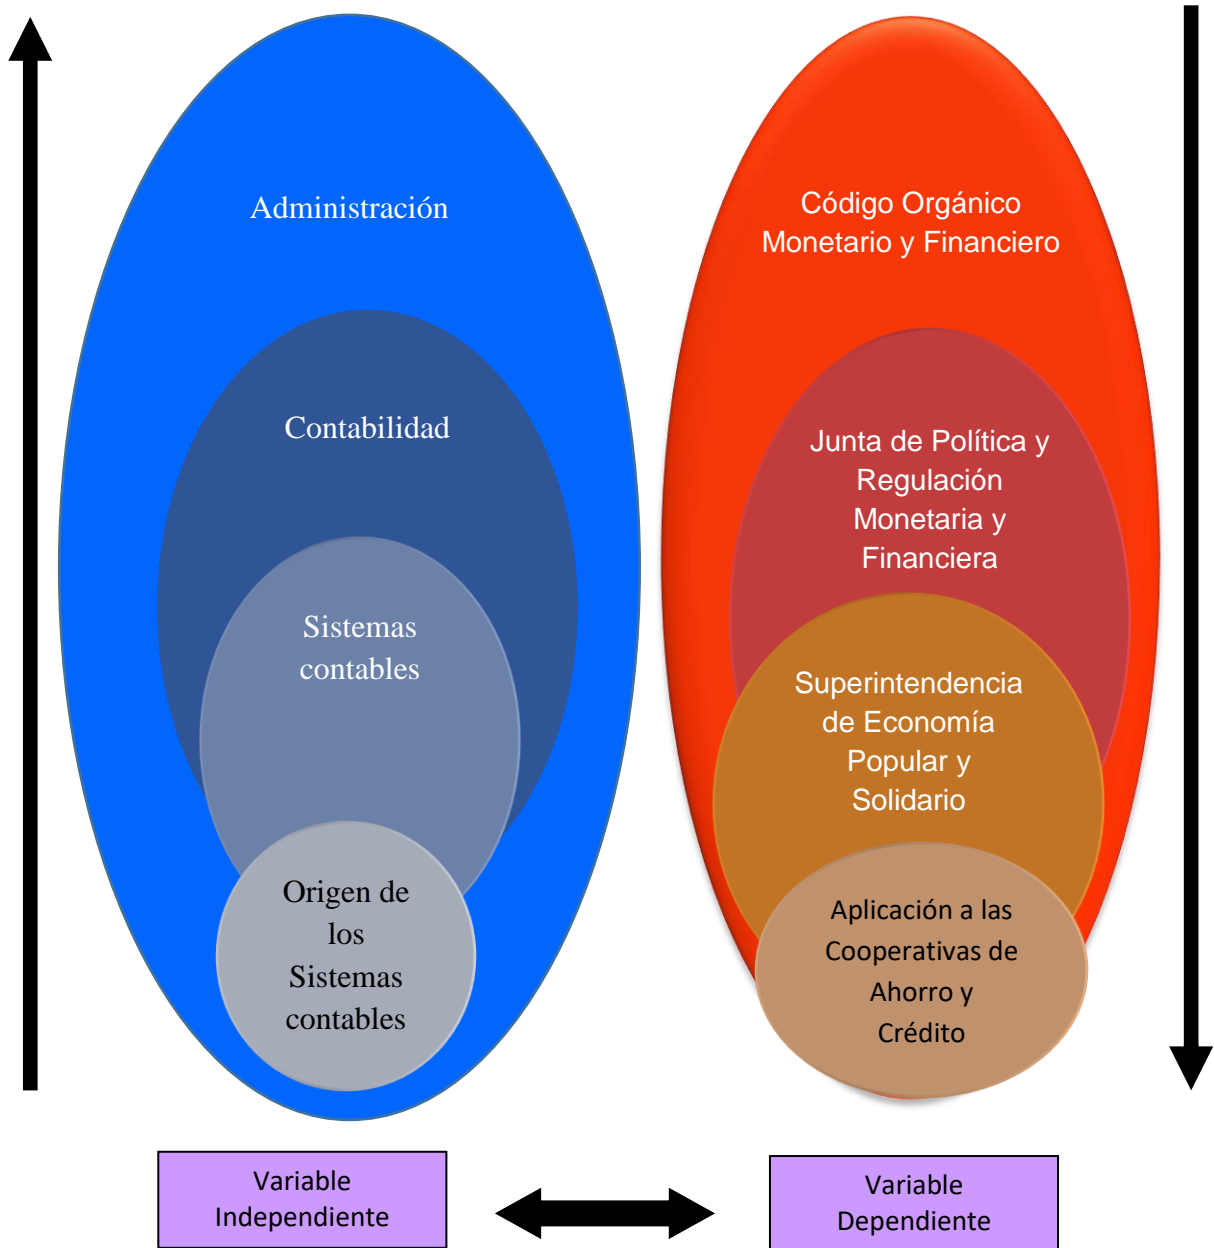 Administración
Contabilidad
Sistemas
contables
Origen de
los
Sistemas
contables
Código Orgánico
Monetario y Financiero
Junta de Política y
Regulación
Monetaria y
Financiera
Superintendencia
de Economía
Popular y
Solidario
Aplicación a las
Cooperativas de
Ahorro y
Crédito
Variable
Independiente
Variable
Dependiente